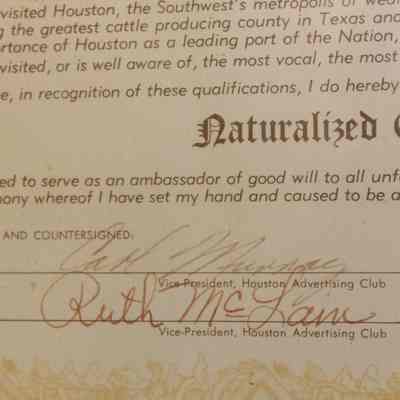 visited Houston, the Southwest's metropolis of
the greatest cattle producing county in Texas and
of Houston as a leading port of the Nation,
visited, or is well aware of, the most vocal, the most
in recognition of these qualifications, I do hereby
Naturalized
to serve as an ambassador of good will to all
whereof I have set my hand and caused to be
AND COUNTERSIGNED:
Murray
Vice-President, Houston Advertising Club
Ruth McLain
Vice-President, Houston Advertising Club